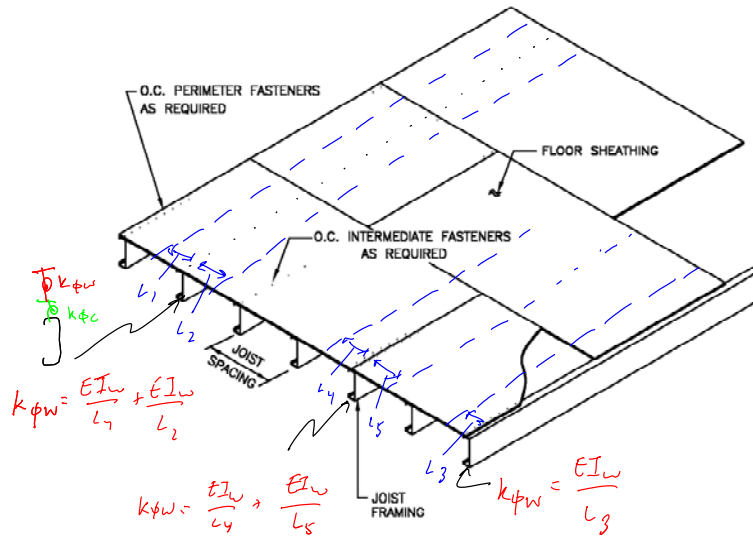 O.C. PERIMETER FASTENERS
AS REQUIRED
FLOOR SHEATHING
O.C. INTERMEDIATE FASTENERS
AS REQUIRED
kϕw
kϕc
L1
L2
JOIST
SPACING
L4
L5
L3
kϕw = EIw/L1 + EIw/L2
kϕw = EIw/L4 + EIw/L5
JOIST
FRAMING
kϕw = EIw/L3